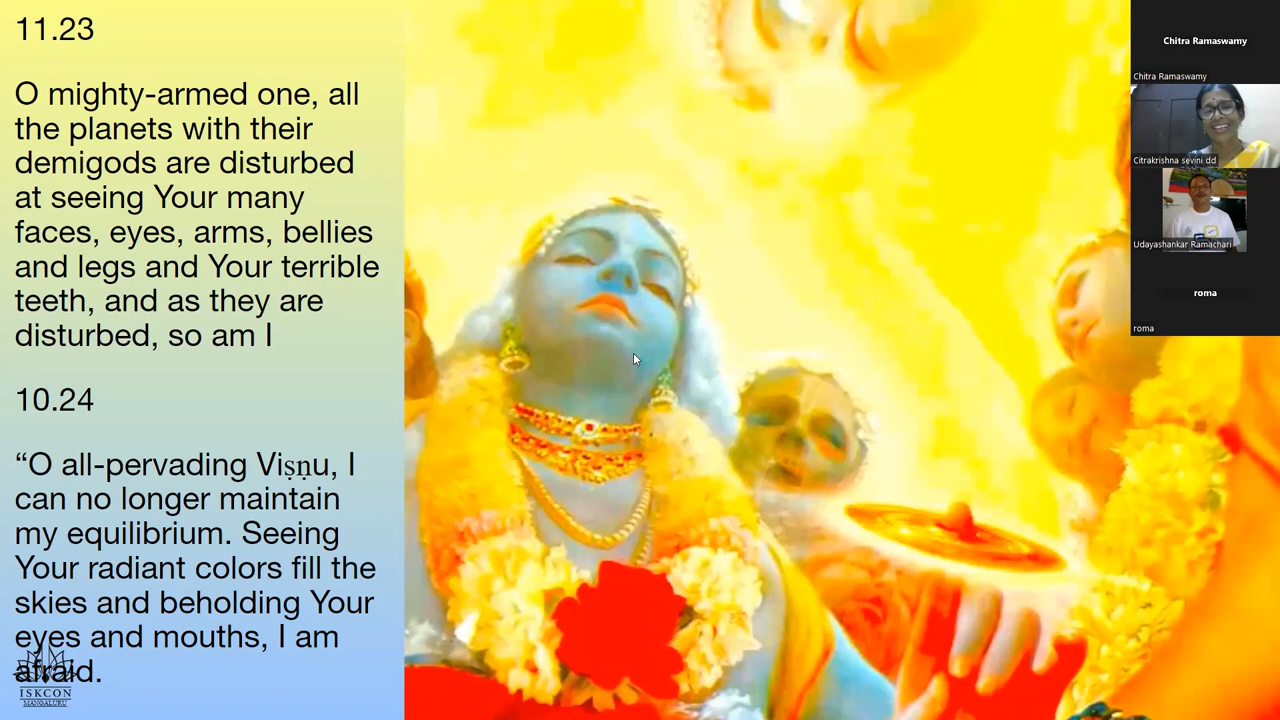 11.23
O mighty-armed one, all
the planets with their
demigods are disturbed
at seeing Your many
faces, eyes, arms, bellies
and legs and Your terrible
teeth, and as they are
disturbed, so am I
10.24
“O all-pervading Viṣṇu, I
can no longer maintain
my equilibrium. Seeing
Your radiant colors fill the
skies and beholding Your
eyes and mouths, I am
afraid.
ISKCON
MANGALURU
Chitra Ramaswamy
Chitra Ramaswamy
Citrakrishna sevini dd
Udayashankar Ramachari
roma
roma